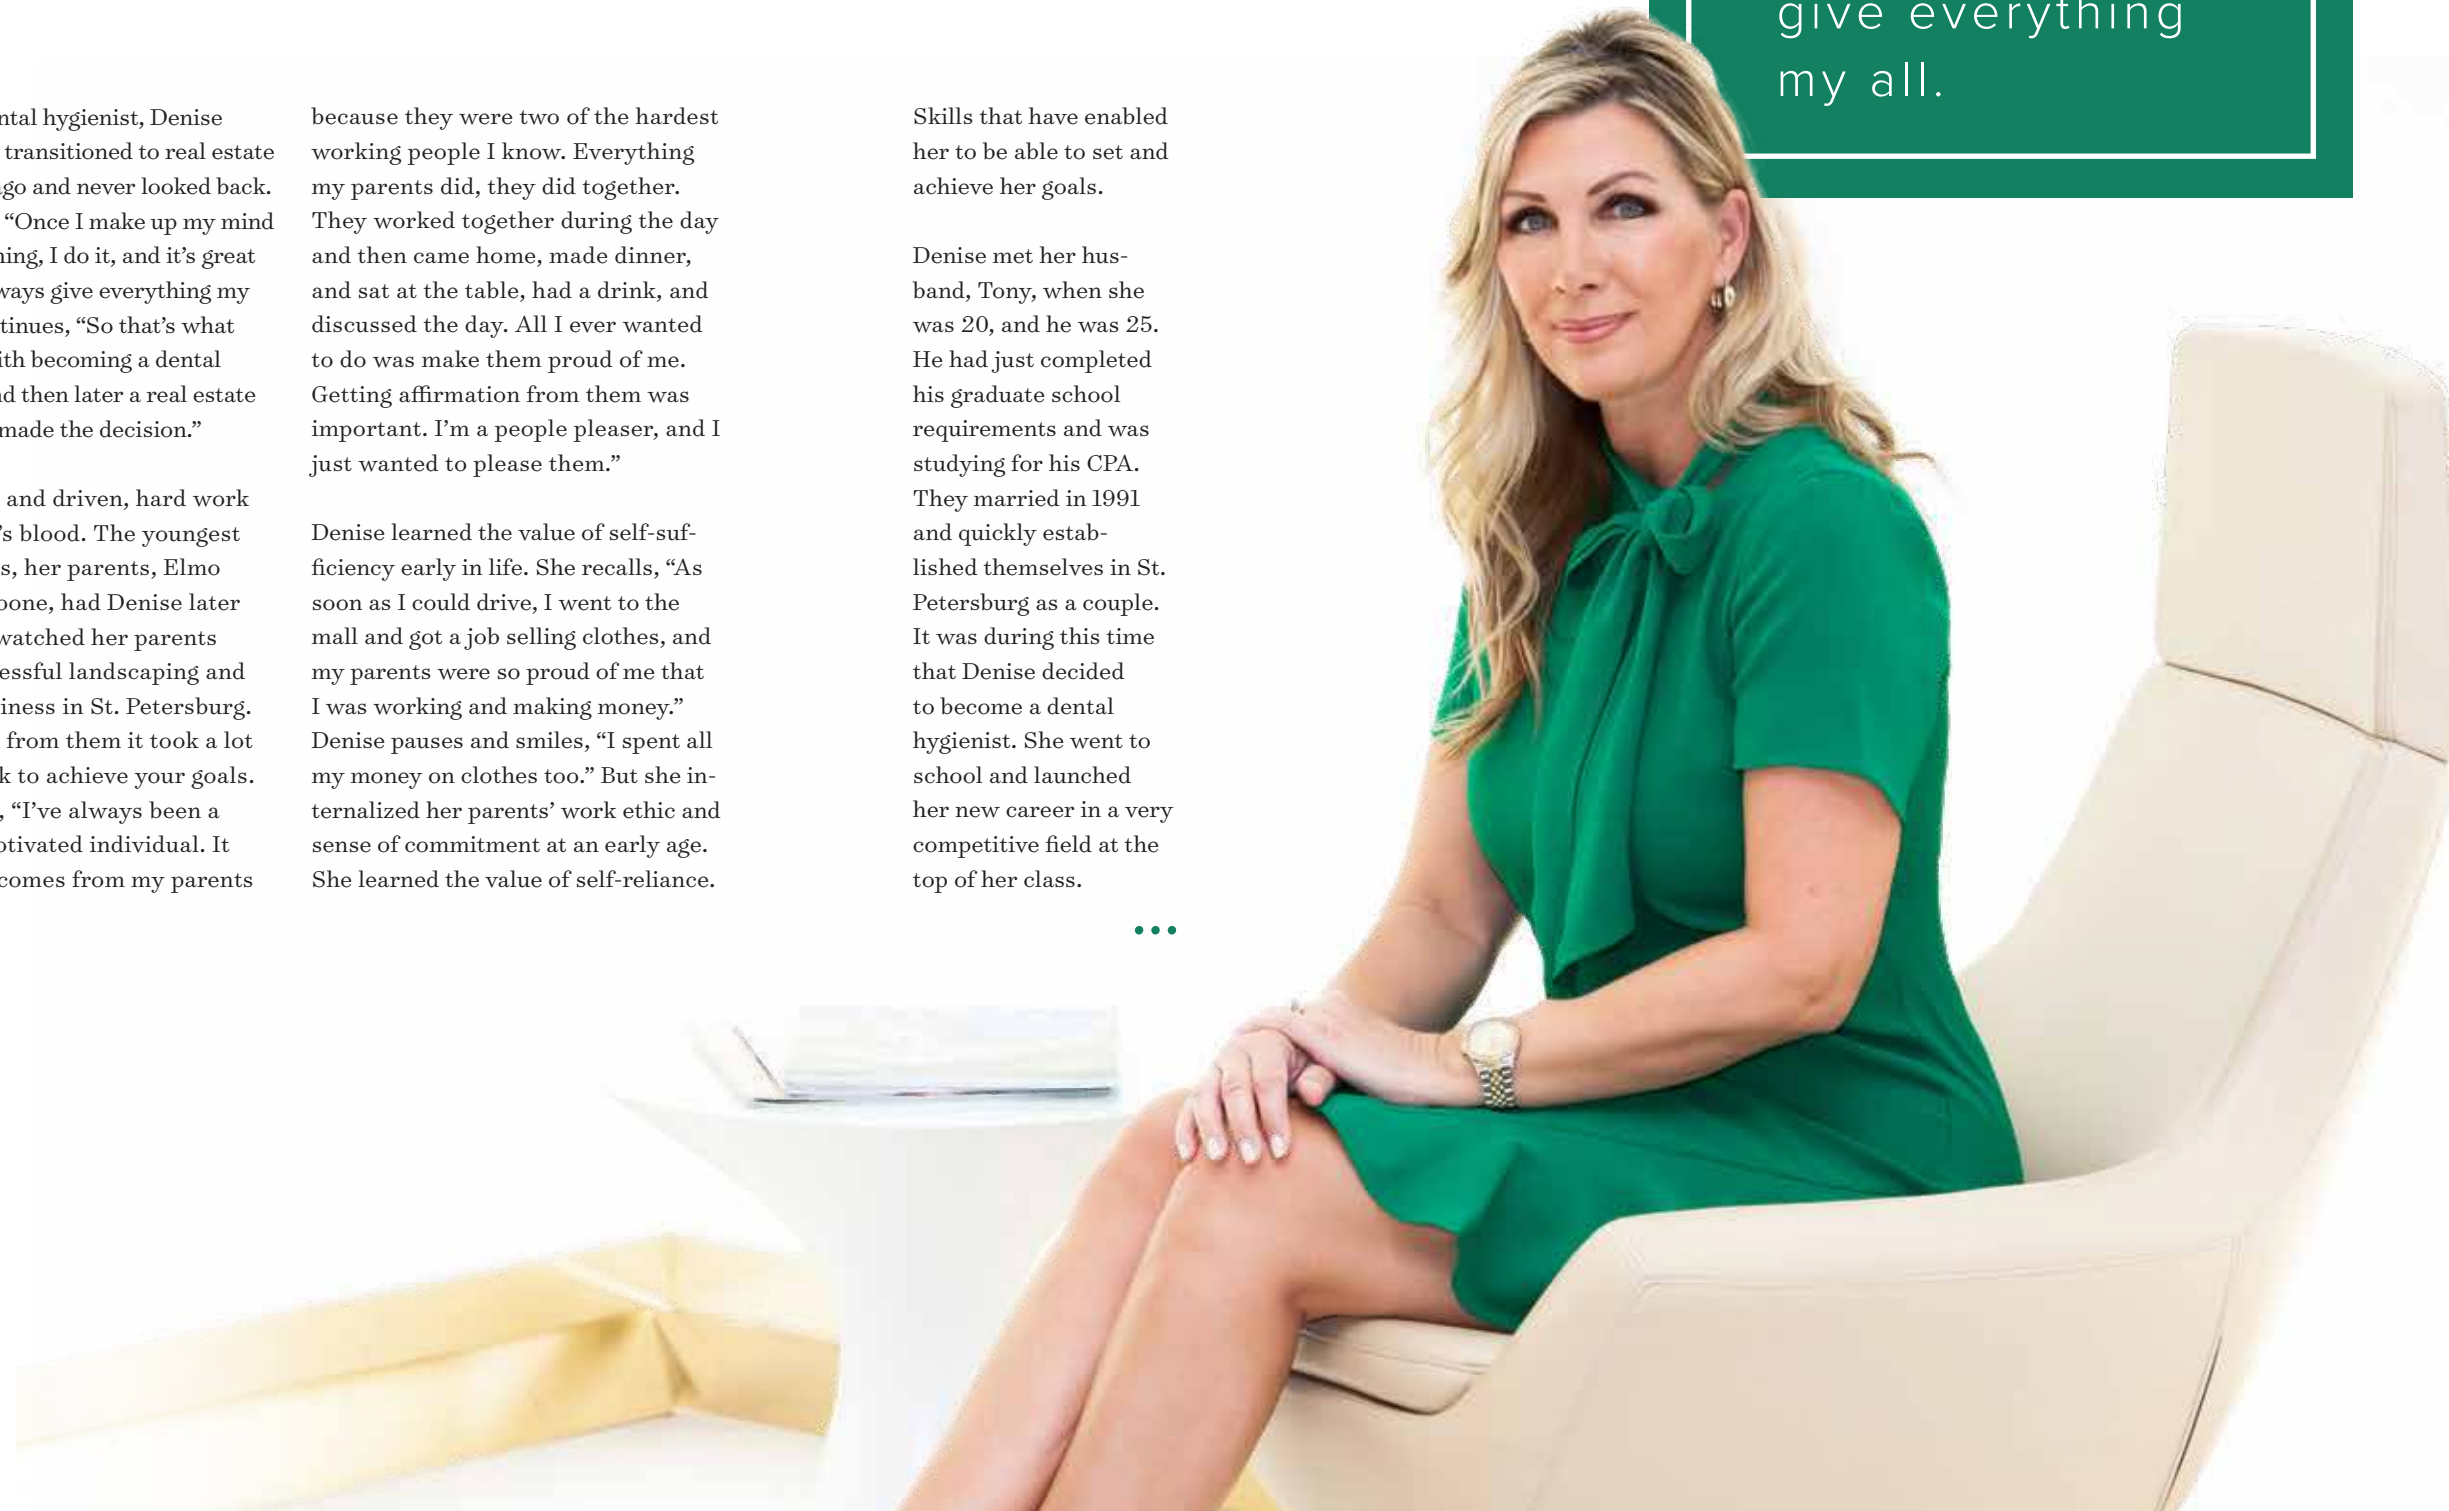 give everything
my all.
ntal hygienist, Denise
transitioned to real estate
go and never looked back.
“Once I make up my mind
ing, I do it, and it’s great
ways give everything my
tinues, “So that’s what
ith becoming a dental
d then later a real estate
made the decision.”
and driven, hard work
’s blood. The youngest
s, her parents, Elmo
oone, had Denise later
watched her parents
essful landscaping and
iness in St. Petersburg.
from them it took a lot
k to achieve your goals.
, “I’ve always been a
otivated individual. It
comes from my parents
because they were two of the hardest
working people I know. Everything
my parents did, they did together.
They worked together during the day
and then came home, made dinner,
and sat at the table, had a drink, and
discussed the day. All I ever wanted
to do was make them proud of me.
Getting affirmation from them was
important. I’m a people pleaser, and I
just wanted to please them.”
Denise learned the value of self-suf-
ficiency early in life. She recalls, “As
soon as I could drive, I went to the
mall and got a job selling clothes, and
my parents were so proud of me that
I was working and making money.”
Denise pauses and smiles, “I spent all
my money on clothes too.” But she in-
ternalized her parents’ work ethic and
sense of commitment at an early age.
She learned the value of self-reliance.
Skills that have enabled
her to be able to set and
achieve her goals.
Denise met her hus-
band, Tony, when she
was 20, and he was 25.
He had just completed
his graduate school
requirements and was
studying for his CPA.
They married in 1991
and quickly estab-
lished themselves in St.
Petersburg as a couple.
It was during this time
that Denise decided
to become a dental
hygienist. She went to
school and launched
her new career in a very
competitive field at the
top of her class.
•••